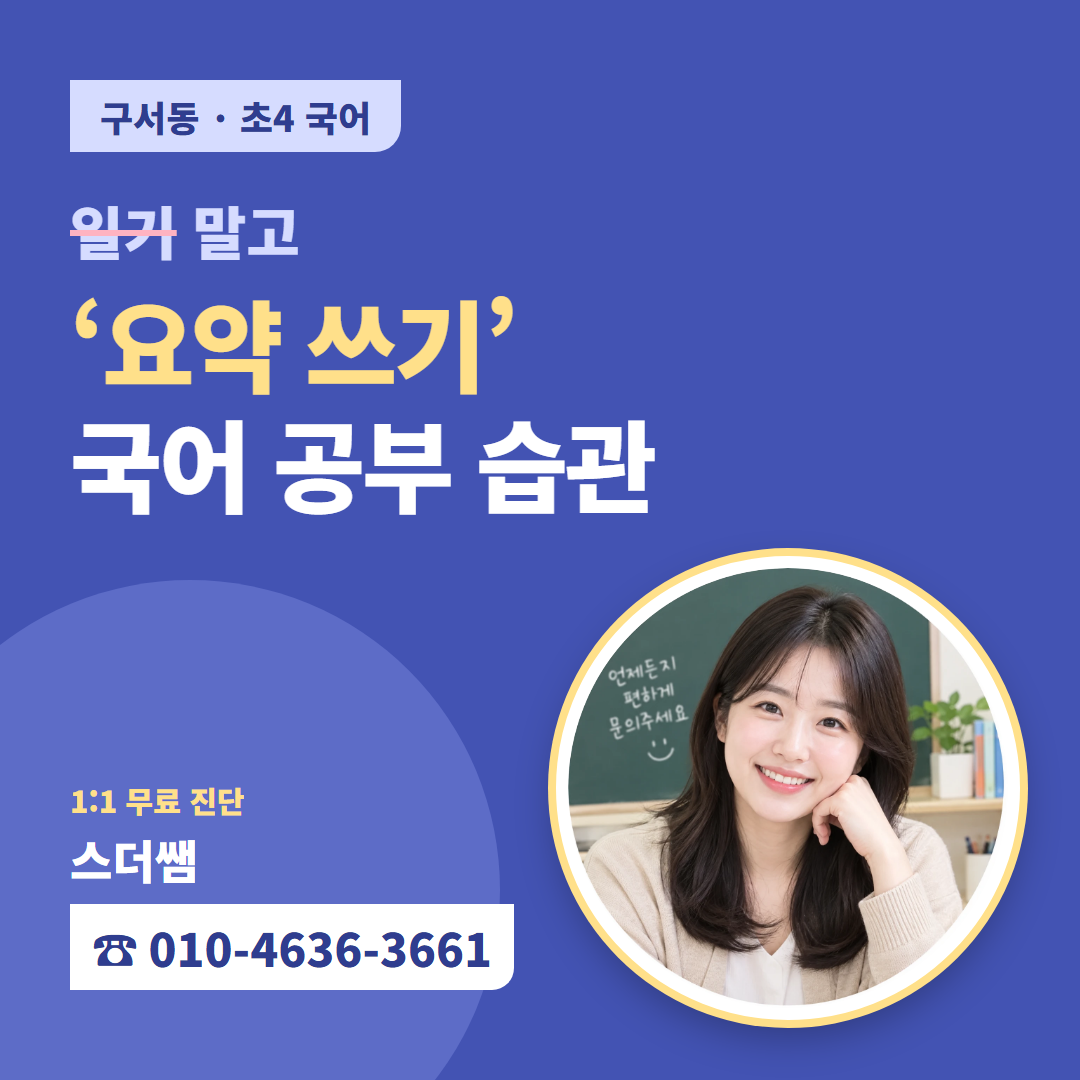 구서동 · 초4 국어
일기 말고
‘요약 쓰기’
국어 공부 습관
언제든지
편하게
문의주세요
1:1 무료 진단
스더쌤
☎ 010-4636-3661